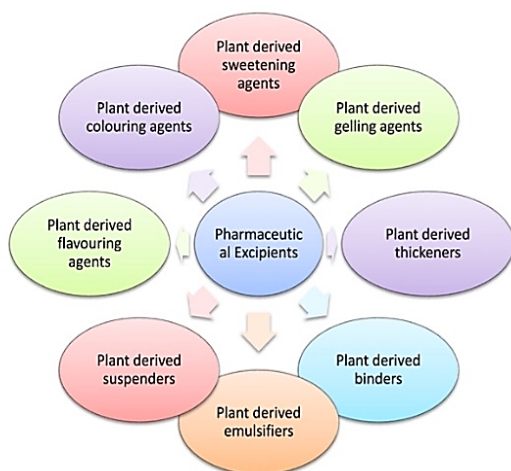 Plant derived
sweetening
agents
Plant derived
colouring agents
Plant derived
gelling agents
Plant derived
flavouring
agents
Pharmaceutic
al Excipients
Plant derived
thickeners
Plant derived
suspenders
Plant derived
binders
Plant derived
emulsifiers